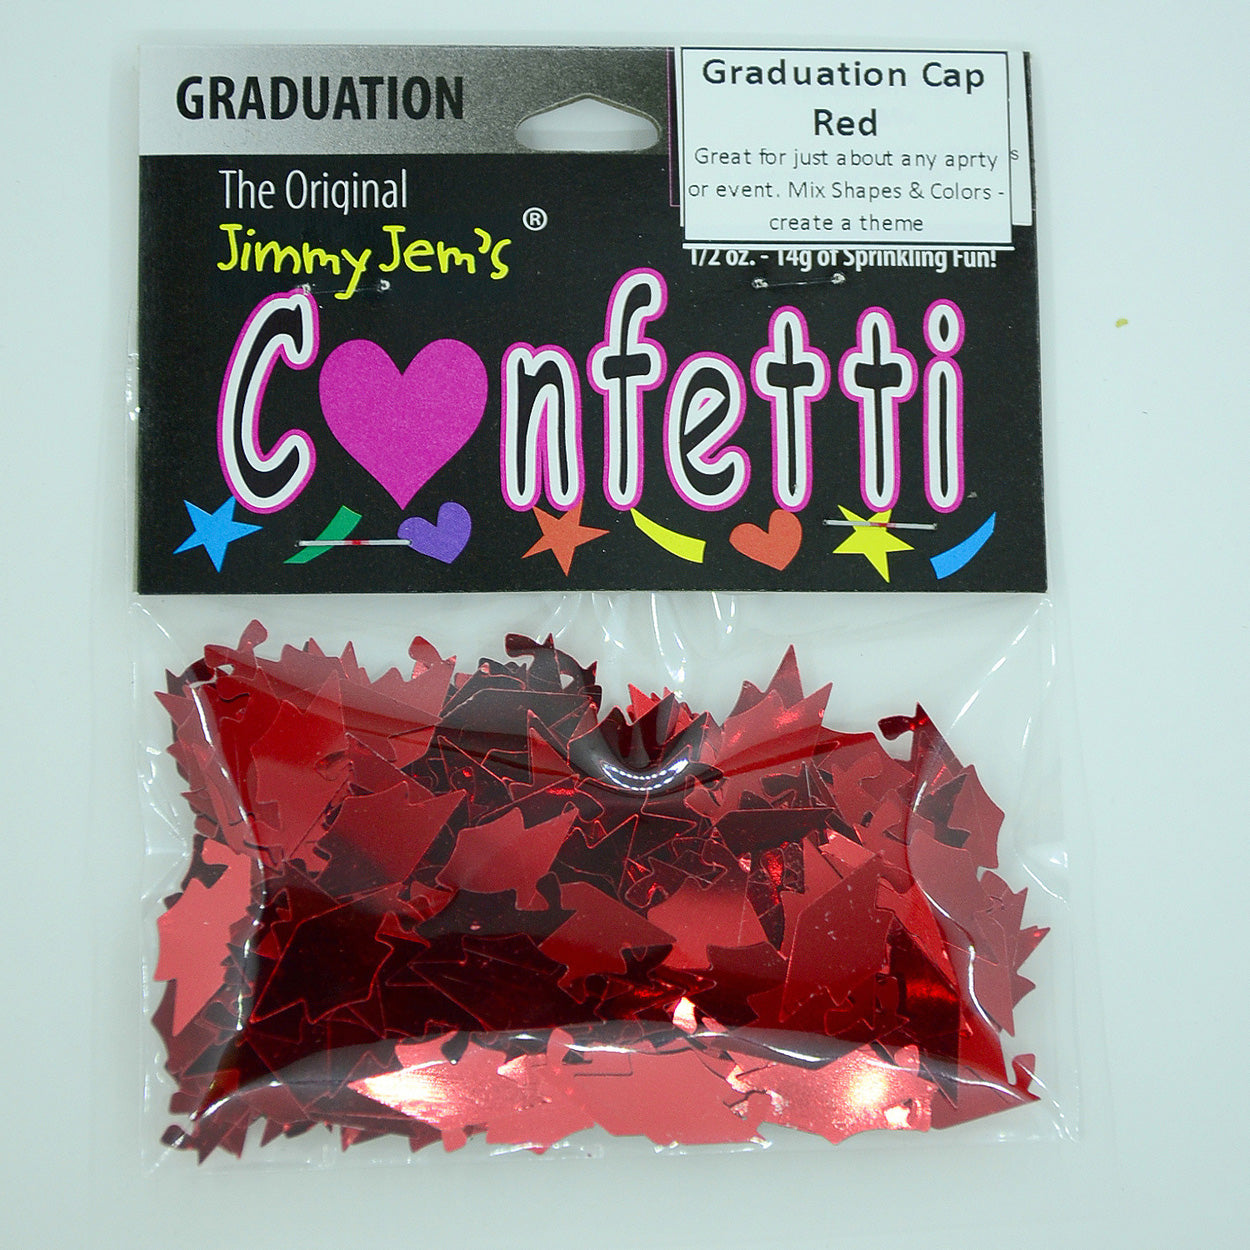 GRADUATION
The Original
Jimmy Jem's ®
Graduation Cap
Red
Great for just about any aprty
or event. Mix Shapes & Colors -
create a theme
s
1/2 oz. - 14g of Sprinkling Fun!
C♥nfetti